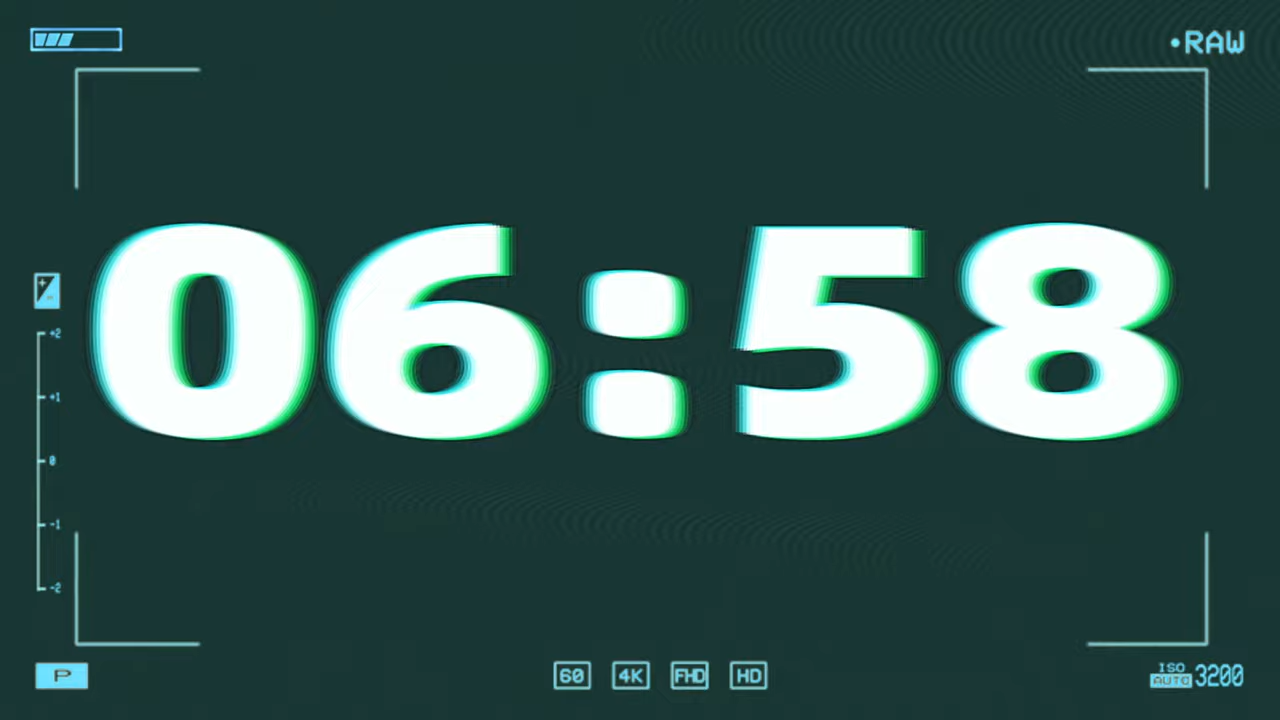 •RAW
06:58
+2
+1
0
-1
-2
P
60 4K FHD HD
ISO
AUTO 3200